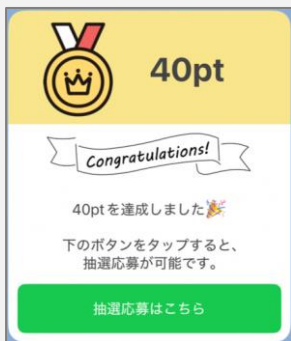 40pt
Congratulations!
40ptを達成しました🎉
下のボタンをタップすると、
抽選応募が可能です。
抽選応募はこちら